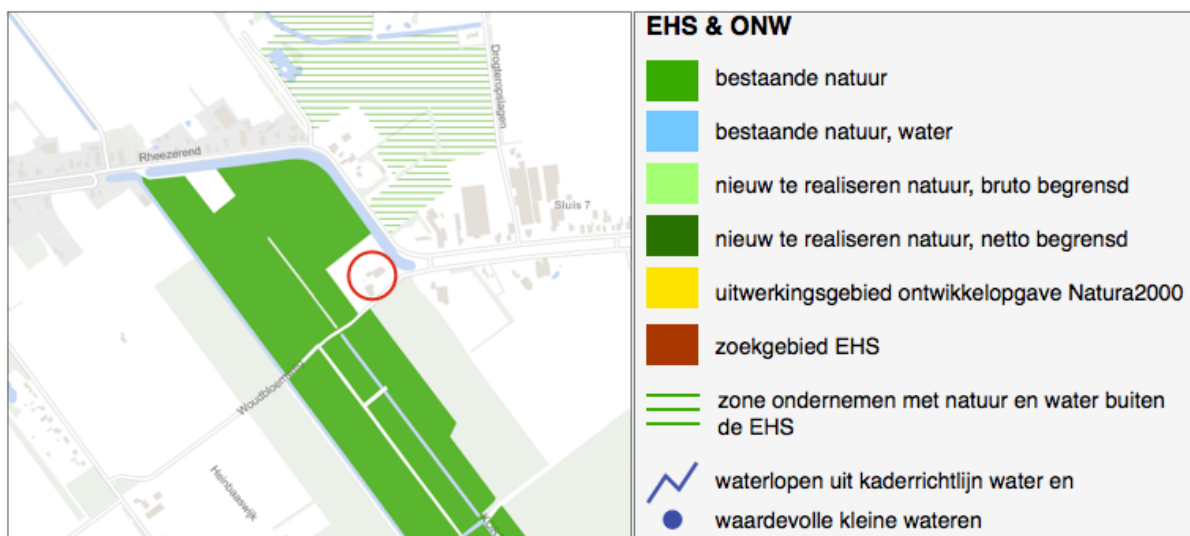 Drogteropslagen
Rheezerend
Sluis 7
Heinbaaswijk
EHS & ONW
bestaande natuur
bestaande natuur, water
nieuw te realiseren natuur, bruto begrensd
nieuw te realiseren natuur, netto begrensd
uitwerkingsgebied ontwikkelopgave Natura2000
zoekgebied EHS
zone ondernemen met natuur en water buiten
de EHS
waterlopen uit kaderrichtlijn water en
waardevolle kleine wateren